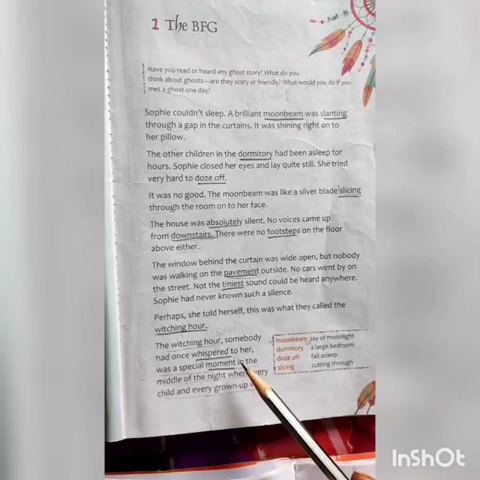 1 The BFG
Have you read or heard any ghost story? What do you
think about ghosts—are they scary or friendly? What would you do if you
met a ghost one day?
Sophie couldn't sleep. A brilliant moonbeam was slanting
through a gap in the curtains. It was shining right on to
her pillow.
The other children in the dormitory had been asleep for
hours. Sophie closed her eyes and lay quite still. She tried
very hard to doze off.
It was no good. The moonbeam was like a silver blade slicing
through the room on to her face.
The house was absolutely silent. No voices came up
from downstairs. There were no footsteps on the floor
above either.
The window behind the curtain was wide open, but nobody
was walking on the pavement outside. No cars went by on
the street. Not the tiniest sound could be heard anywhere.
Sophie had never known such a silence.
Perhaps, she told herself, this was what they called the
witching hour.
The witching hour, somebody
had once whispered to her,
was a special moment in the
middle of the night when every
child and every grown-up
moonbeam ray of moonlight
dormitory a large bedroom
doze off fall asleep
slicing cutting through
InShOt